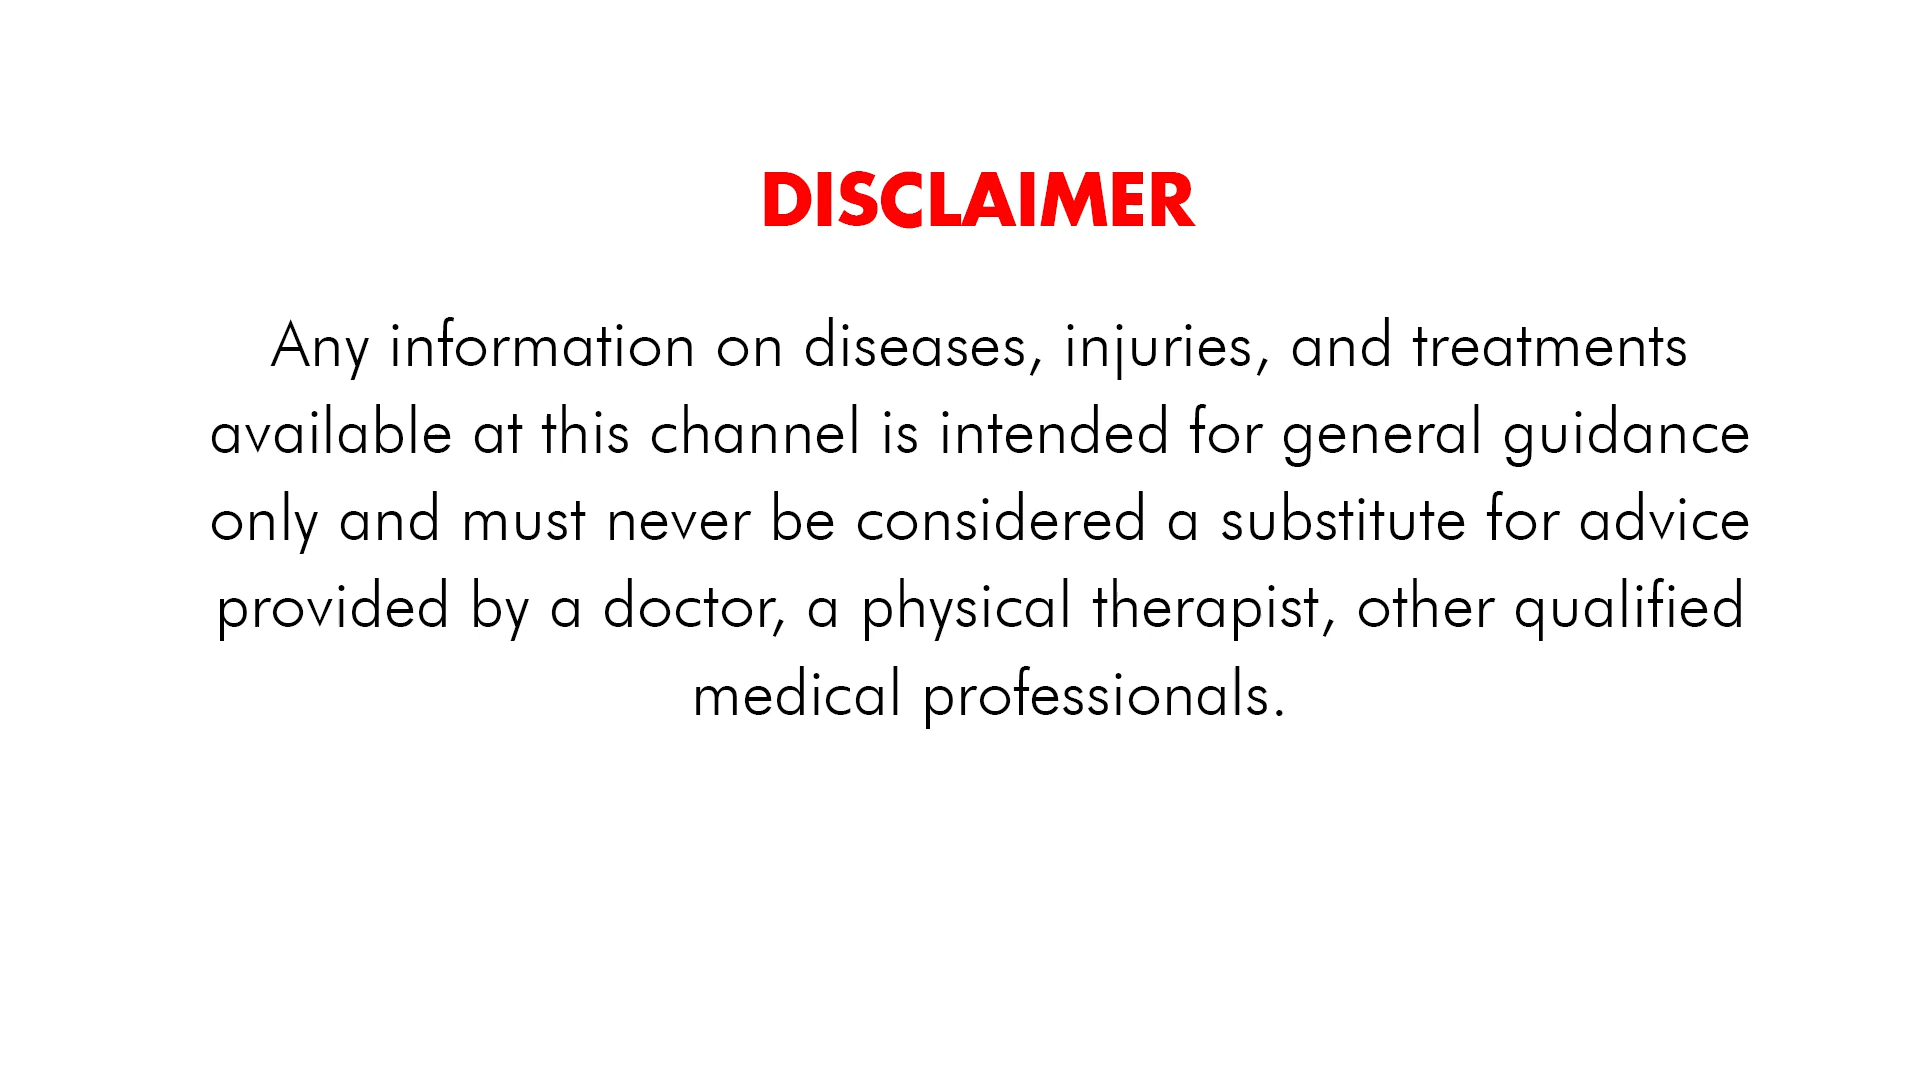 DISCLAIMER
Any information on diseases, injuries, and treatments
available at this channel is intended for general guidance
only and must never be considered a substitute for advice
provided by a doctor, a physical therapist, other qualified
medical professionals.